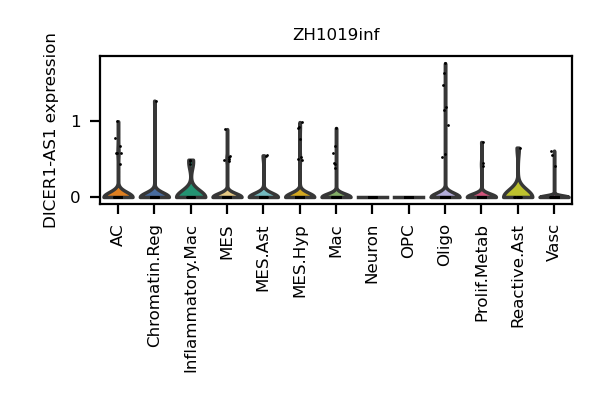 ZH1019inf
DICER1-AS1 expression
1
0
AC
Chromatin.Reg
Inflammatory.Mac
MES
MES.Ast
MES.Hyp
Mac
Neuron
OPC
Oligo
Prolif.Metab
Reactive.Ast
Vasc